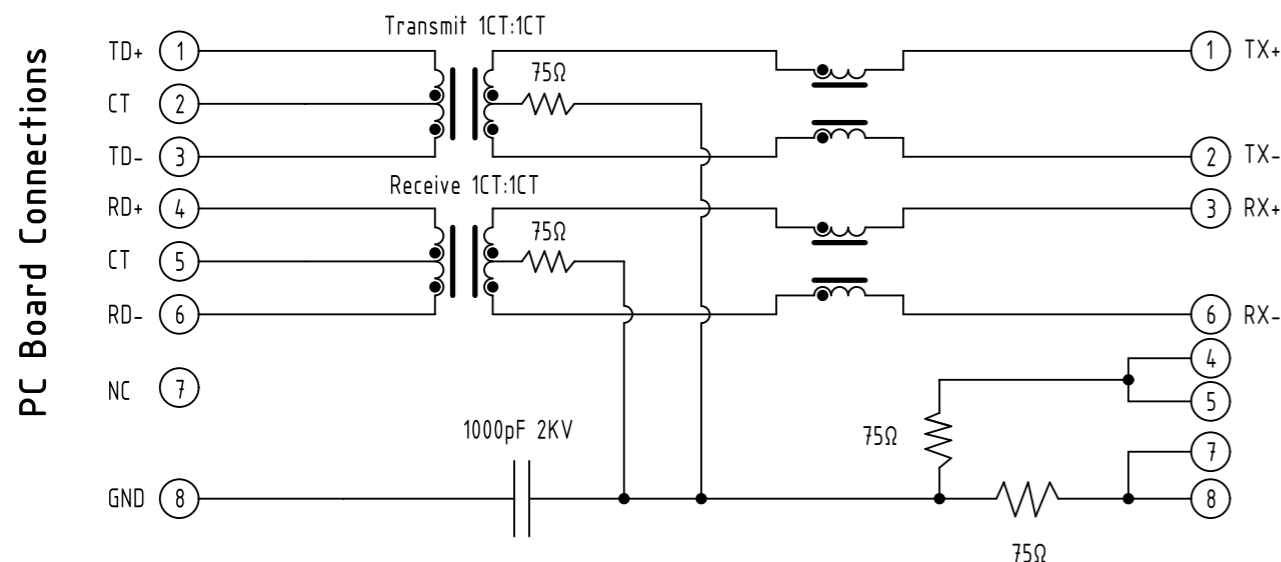 PC Board Connections
Transmit 1CT:1CT
TD+ 1
75Ω
1 TX+
CT 2
TD- 3
2 TX-
Receive 1CT:1CT
RD+ 4
75Ω
3 RX+
CT 5
RD- 6
6 RX-
4
NC 7
5
1000pF 2KV
75Ω
7
GND 8
8
75Ω